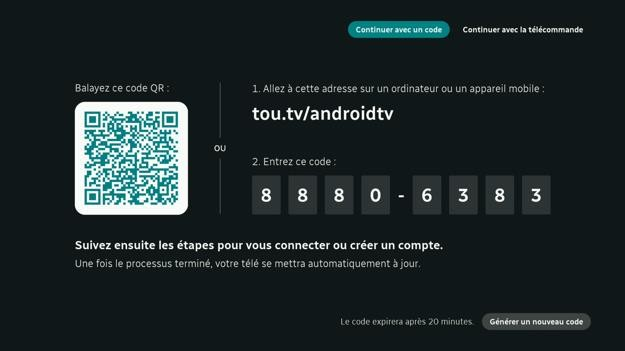 Continuer avec un code
Continuer avec la télécommande
Balayez ce code QR :
OU
1. Allez à cette adresse sur un ordinateur ou un appareil mobile :
tou.tv/androidtv
2. Entrez ce code :
8 8 8 0 - 6 3 8 3
Suivez ensuite les étapes pour vous connecter ou créer un compte.
Une fois le processus terminé, votre télé se mettra automatiquement à jour.
Le code expirera après 20 minutes.
Générer un nouveau code